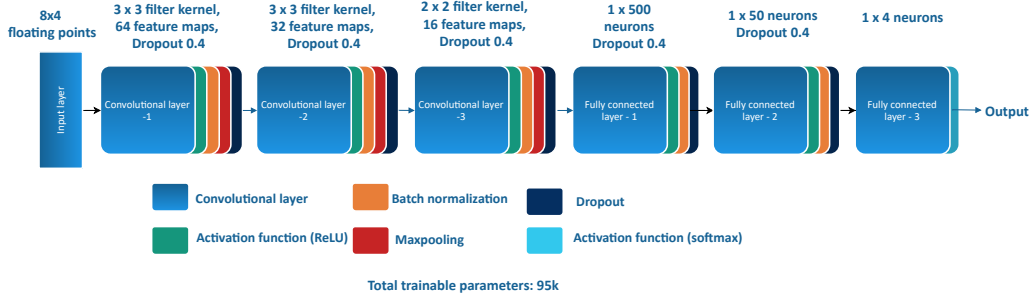 8x4
floating points
3 x 3 filter kernel,
64 feature maps,
Dropout 0.4
3 x 3 filter kernel,
32 feature maps,
Dropout 0.4
2 x 2 filter kernel,
16 feature maps,
Dropout 0.4
1 x 500
neurons
Dropout 0.4
1 x 50 neurons
Dropout 0.4
1 x 4 neurons
Input layer
Convolutional layer
-1
Convolutional layer
-2
Convolutional layer
-3
Fully connected
layer - 1
Fully connected
layer - 2
Fully connected
layer - 3
Output
Convolutional layer
Batch normalization
Dropout
Activation function (ReLU)
Maxpooling
Activation function (softmax)
Total trainable parameters: 95k